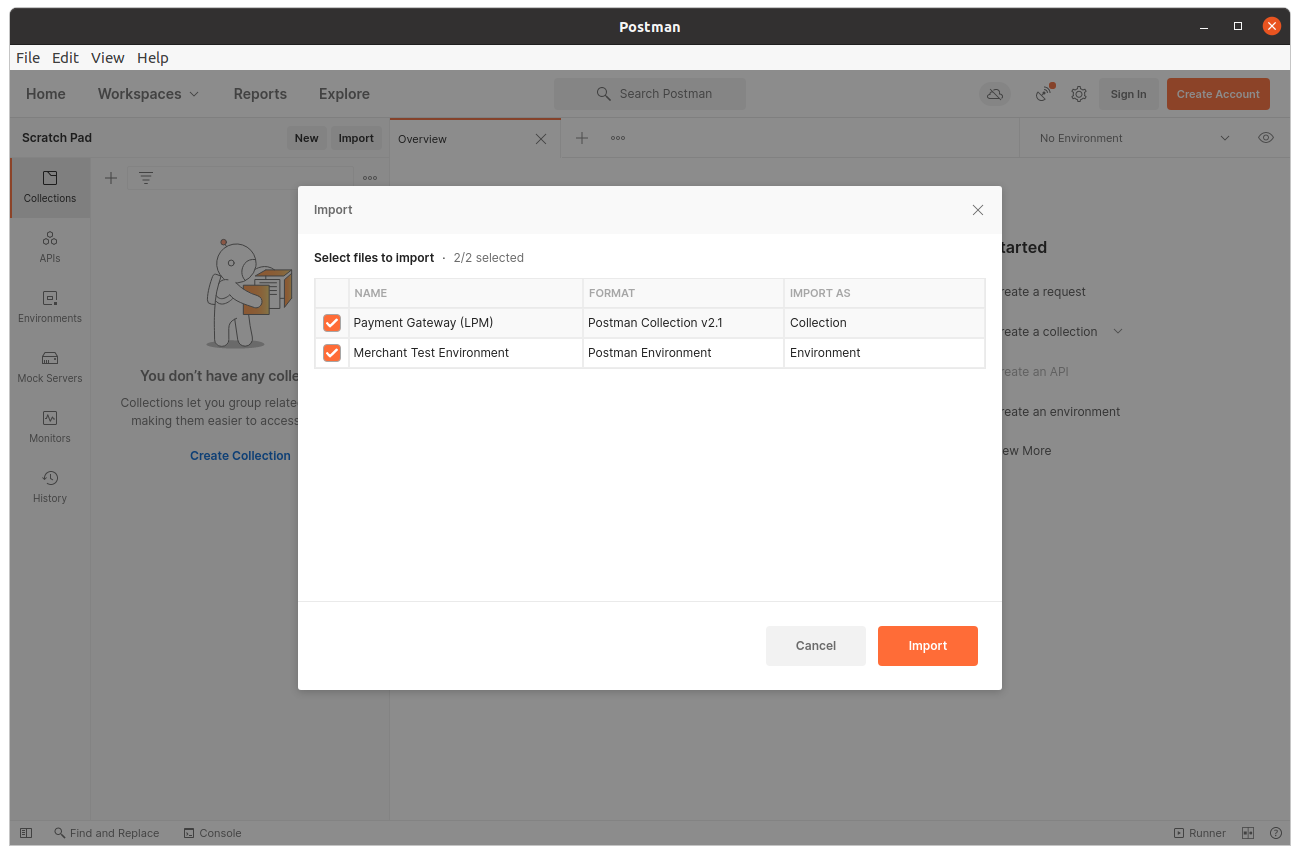 Postman
File Edit View Help
Home Workspaces Reports Explore Search Postman Sign In Create Account
Scratch Pad New Import Overview No Environment
Collections
APIs
Environments
Mock Servers
Monitors
History
You don’t have any colle
Collections let you group relate
making them easier to access
Create Collection
Import
Select files to import · 2/2 selected
NAME FORMAT IMPORT AS
Payment Gateway (LPM) Postman Collection v2.1 Collection
Merchant Test Environment Postman Environment Environment
Cancel Import
tarted
reate a request
reate a collection
reate an API
reate an environment
ew More
Find and Replace Console Runner